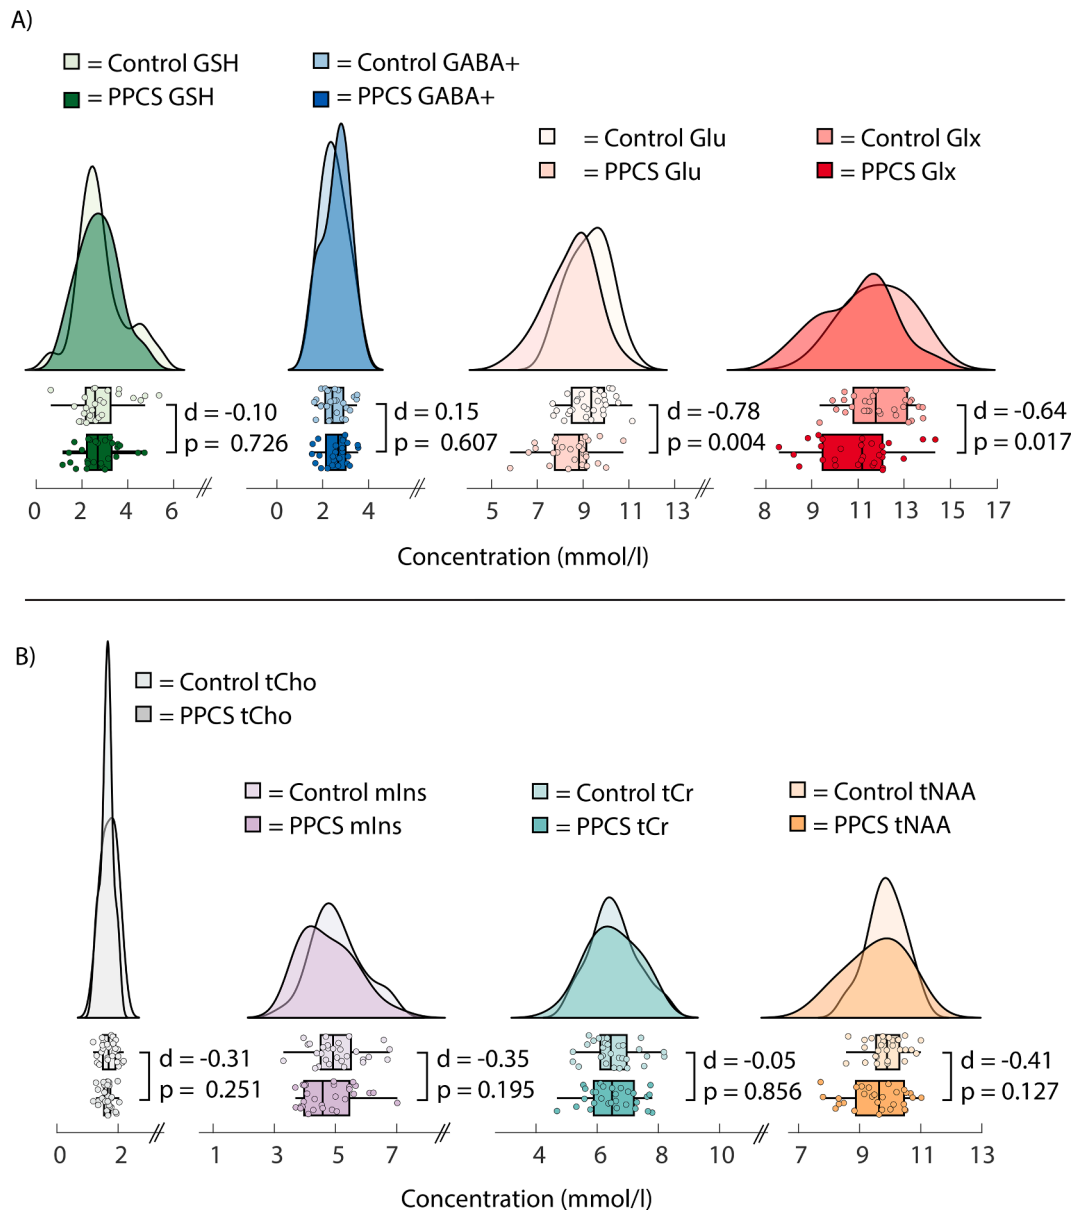 A)
= Control GSH
= PPCS GSH
= Control GABA+
= PPCS GABA+
= Control Glu
= PPCS Glu
= Control Glx
= PPCS Glx
d = -0.10
p = 0.726
d = 0.15
p = 0.607
d = -0.78
p = 0.004
d = -0.64
p = 0.017
0 2 4 6 0 2 4 5 7 9 11 13 8 9 11 13 15 17
Concentration (mmol/l)
B)
= Control tCho
= PPCS tCho
= Control mIns
= PPCS mIns
= Control tCr
= PPCS tCr
= Control tNAA
= PPCS tNAA
d = -0.31
p = 0.251
d = -0.35
p = 0.195
d = -0.05
p = 0.856
d = -0.41
p = 0.127
0 2 1 3 5 7 4 6 8 10 7 9 11 13
Concentration (mmol/l)